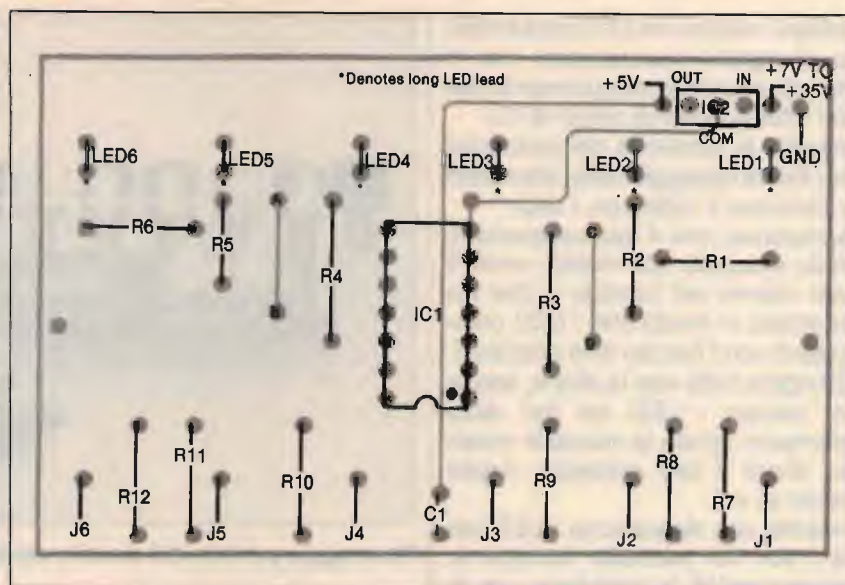 *Denotes long LED lead
+5V
OUT
IN
+7V TO
+35V
IC2
COM
GND
LED6
LED5
LED4
LED3
LED2
LED1
*
*
*
*
*
*
R6
R5
R4
IC1
R3
R2
R1
R12
R11
R10
R9
R8
R7
J6
J5
J4
C1
J3
J2
J1